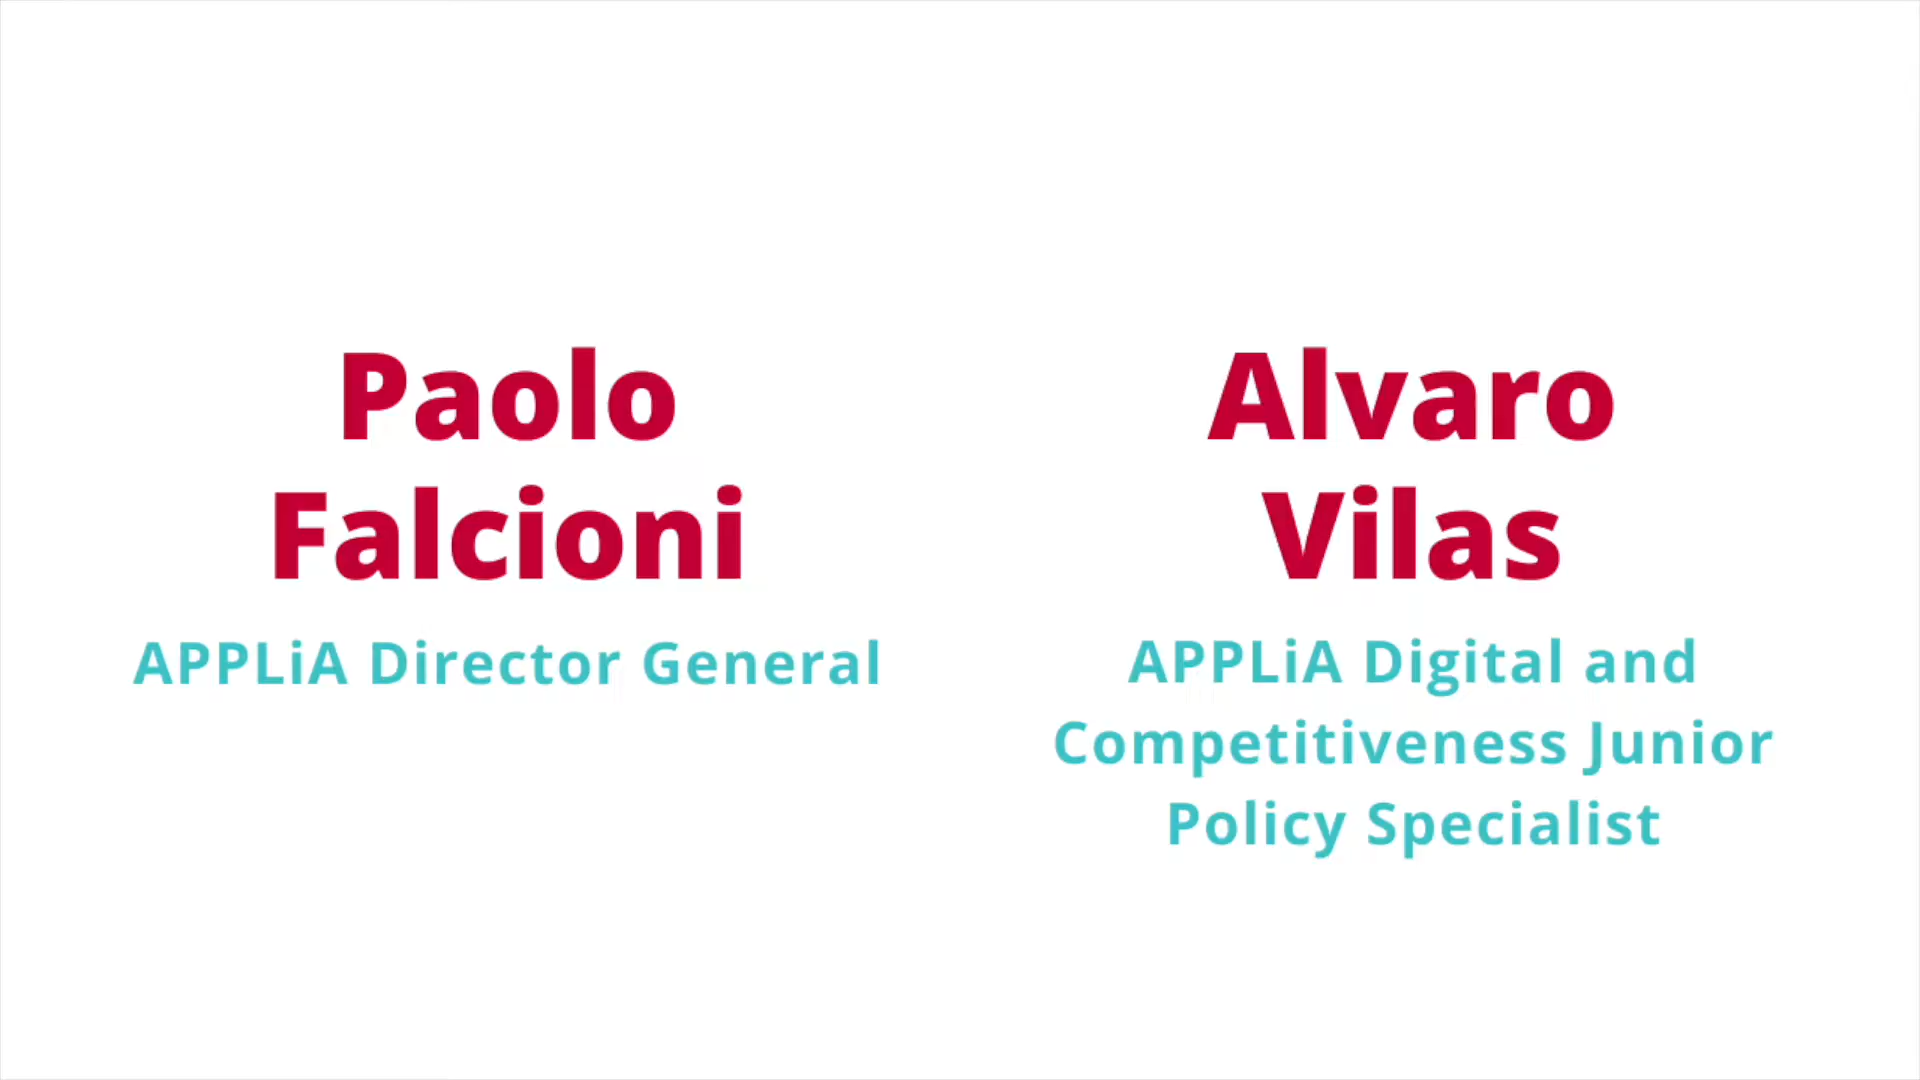 Paolo
Falcioni
APPLiA Director General
Alvaro
Vilas
APPLiA Digital and
Competitiveness Junior
Policy Specialist